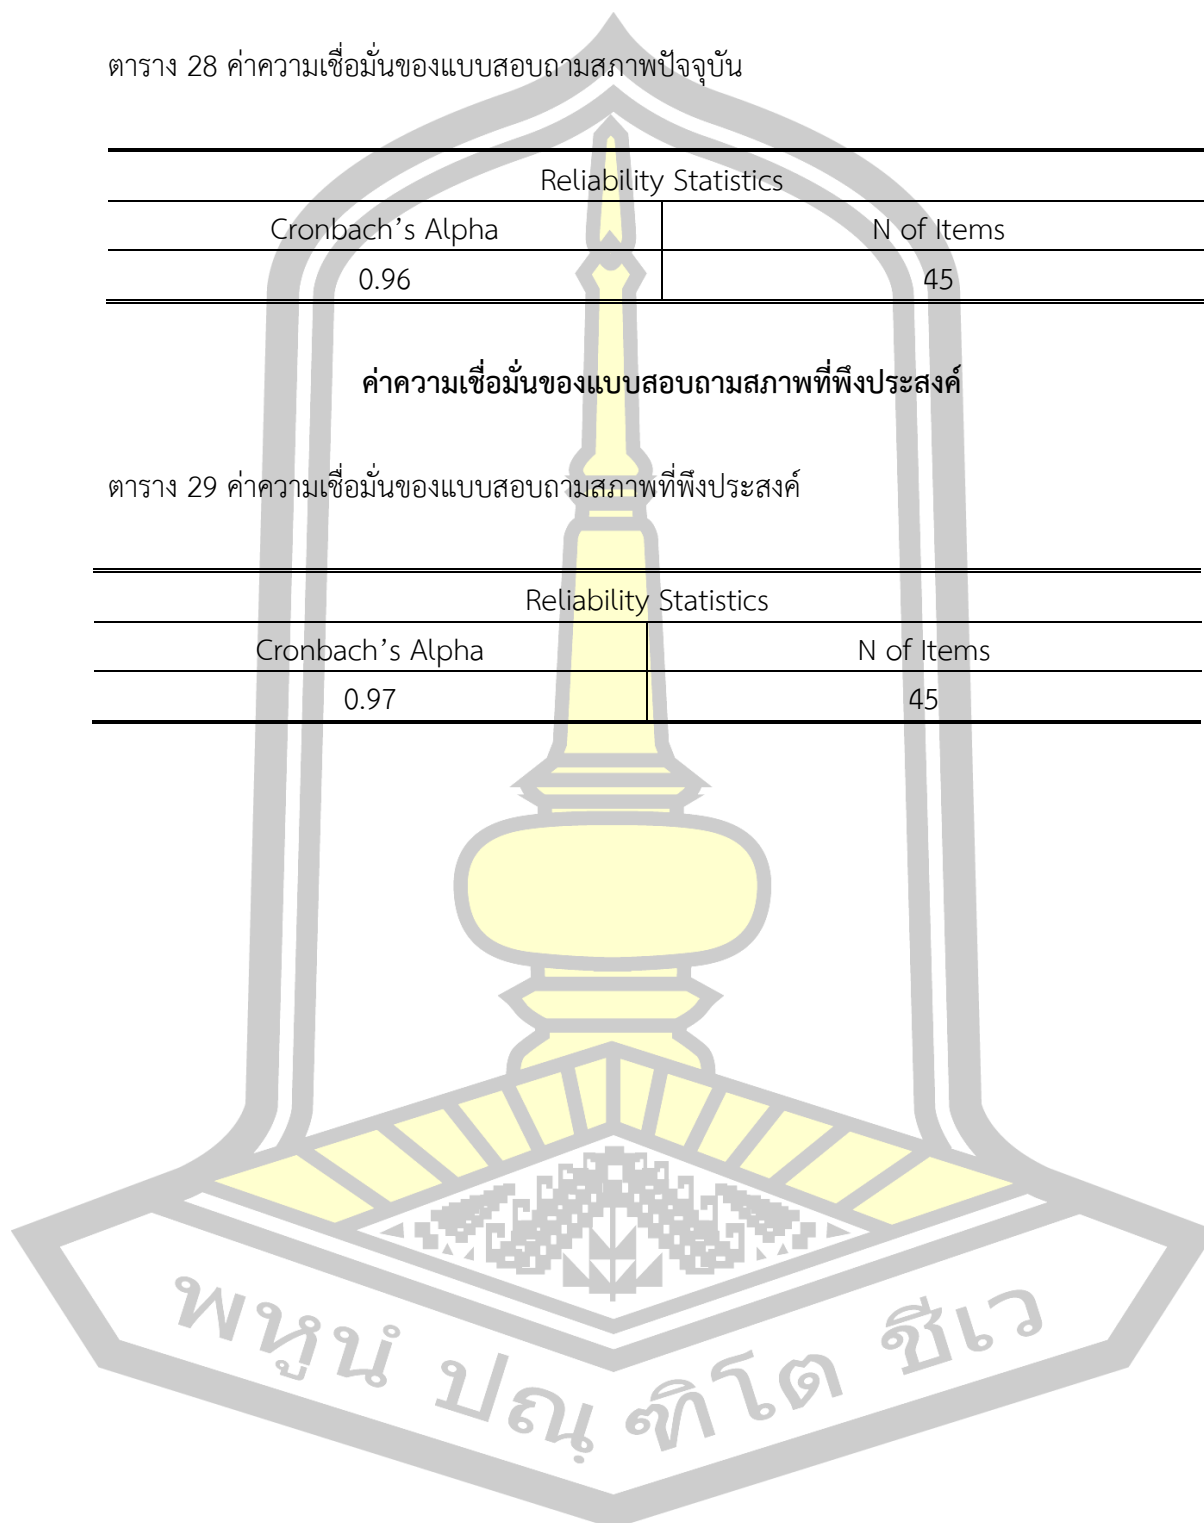 ตาราง 28 ค่าความเชื่อมั่นของแบบสอบถามสภาพปัจจุบัน
Reliability Statistics
Cronbach’s Alpha N of Items
0.96 45
ค่าความเชื่อมั่นของแบบสอบถามสภาพที่พึงประสงค์
ตาราง 29 ค่าความเชื่อมั่นของแบบสอบถามสภาพที่พึงประสงค์
Reliability Statistics
Cronbach’s Alpha N of Items
0.97 45
พหูนํ ปณฺฑิโต ชีเว